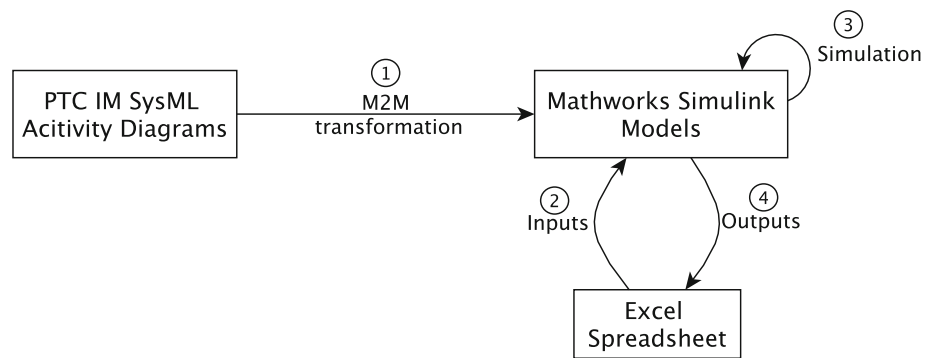 PTC IM SysML
Acitivity Diagrams
1
M2M
transformation
Mathworks Simulink
Models
3
Simulation
2
Inputs
4
Outputs
Excel
Spreadsheet